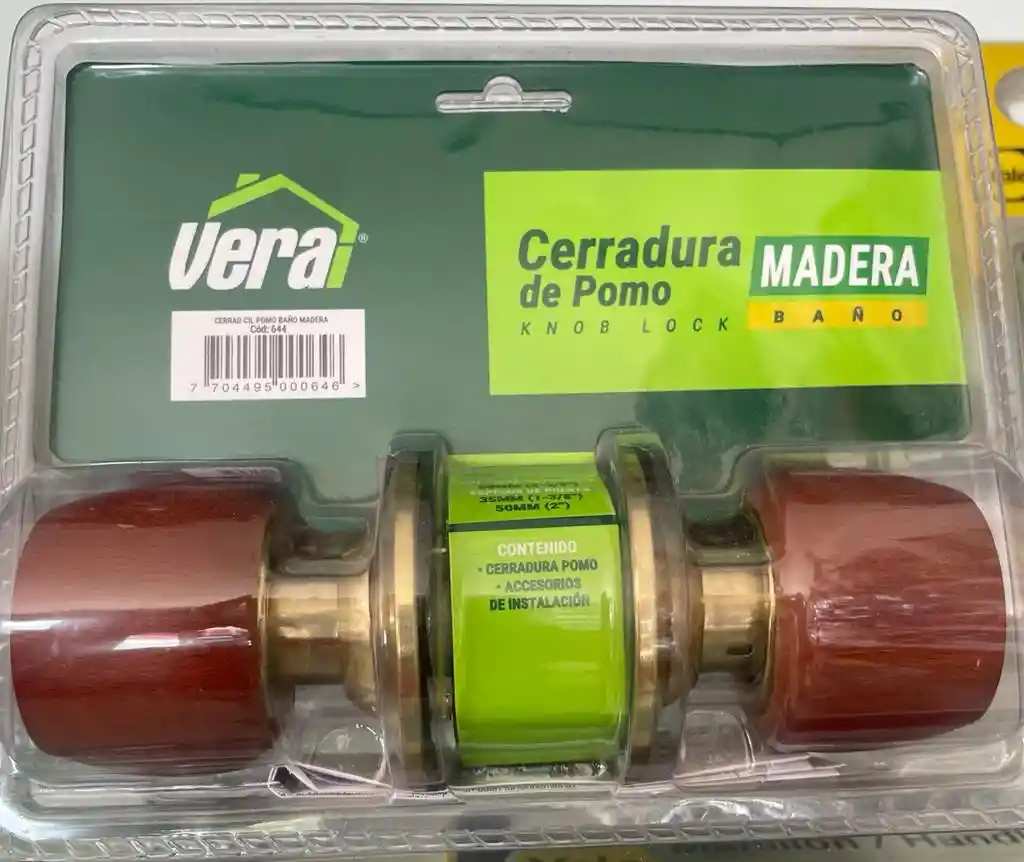 Verai®
CERRAD CIL POMO BAÑO MADERA
Cód: 644
7 704495 000646 >
Cerradura
de Pomo
KNOB LOCK
MADERA
BAÑO
35MM (1-3/8")
50MM (2")
CONTENIDO
• CERRADURA POMO
• ACCESORIOS
DE INSTALACIÓN